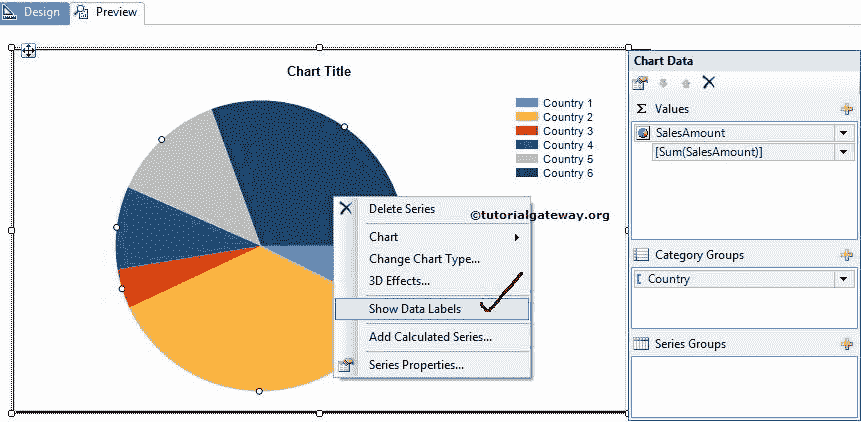 Design
Preview
Chart Title
Country 1
Country 2
Country 3
Country 4
Country 5
Country 6
©tutorialgateway.org
Delete Series
Chart
Change Chart Type...
3D Effects...
Show Data Labels
Add Calculated Series...
Series Properties...
Chart Data
Σ Values
SalesAmount
[Sum(SalesAmount)]
Category Groups
Country
Series Groups